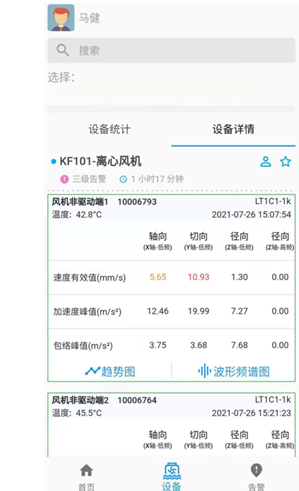 马健
搜索
选择：
设备统计 设备详情
KF101-离心风机
三级告警 1 小时17 分钟
风机非驱动端1 10006793 LT1C1-1k
温度：42.8°C 2021-07-26 15:07:54
轴向 切向 径向 径向
(X轴-低频) (Y轴-低频) (Z轴-低频) (Z轴-高频)
速度有效值(mm/s) 5.65 10.93 1.30 0.00
加速度峰值(m/s²) 12.46 19.99 7.27 0.00
包络峰值(m/s²) 3.75 3.68 7.68 0.00
趋势图 波形频谱图
风机非驱动端2 10006764 LT1C1-1k
温度：45.5°C 2021-07-26 15:21:23
轴向 切向 径向 径向
(X轴-低频) (Y轴-低频) (Z轴-低频) (Z轴-高频)
首页 设备 告警